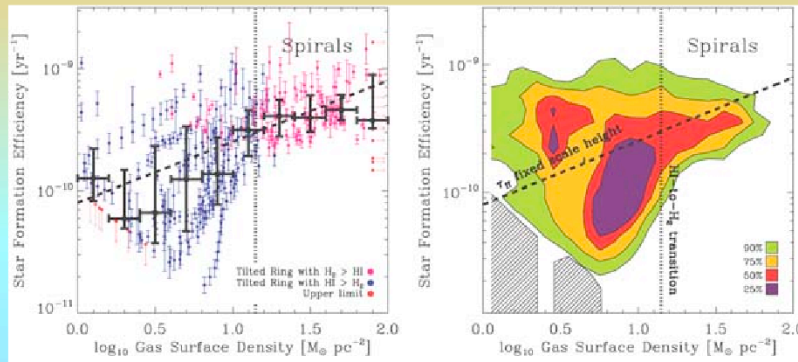 Spirals
Star Formation Efficiency [yr⁻¹]
10⁻⁹
10⁻¹⁰
10⁻¹¹
Tilted Ring with H₂ > HI
Tilted Ring with HI > H₂
Upper limit
0.0 0.5 1.0 1.5 2.0
log₁₀ Gas Surface Density [M⊙ pc⁻²]
Spirals
Star Formation Efficiency [yr⁻¹]
10⁻⁹
10⁻¹⁰
τff fixed scale height
HI-to-H₂ transition
90%
75%
50%
25%
0.0 0.5 1.0 1.5 2.0
log₁₀ Gas Surface Density [M⊙ pc⁻²]